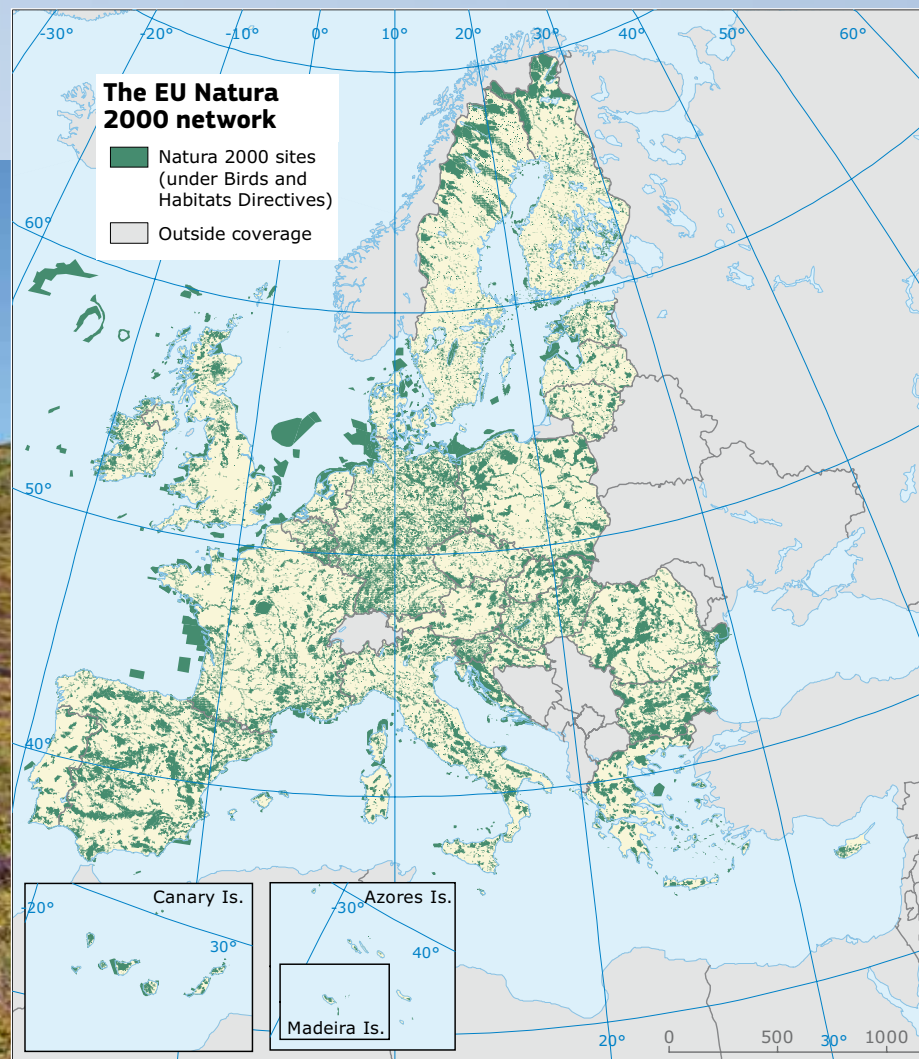 -30°
-20°
-10°
0°
10°
20°
30°
40°
50°
60°
The EU Natura
2000 network
Natura 2000 sites
(under Birds and
Habitats Directives)
Outside coverage
60°
50°
40°
Canary Is.
-20°
30°
Azores Is.
-30°
40°
Madeira Is.
20°
30°
0
500
1000